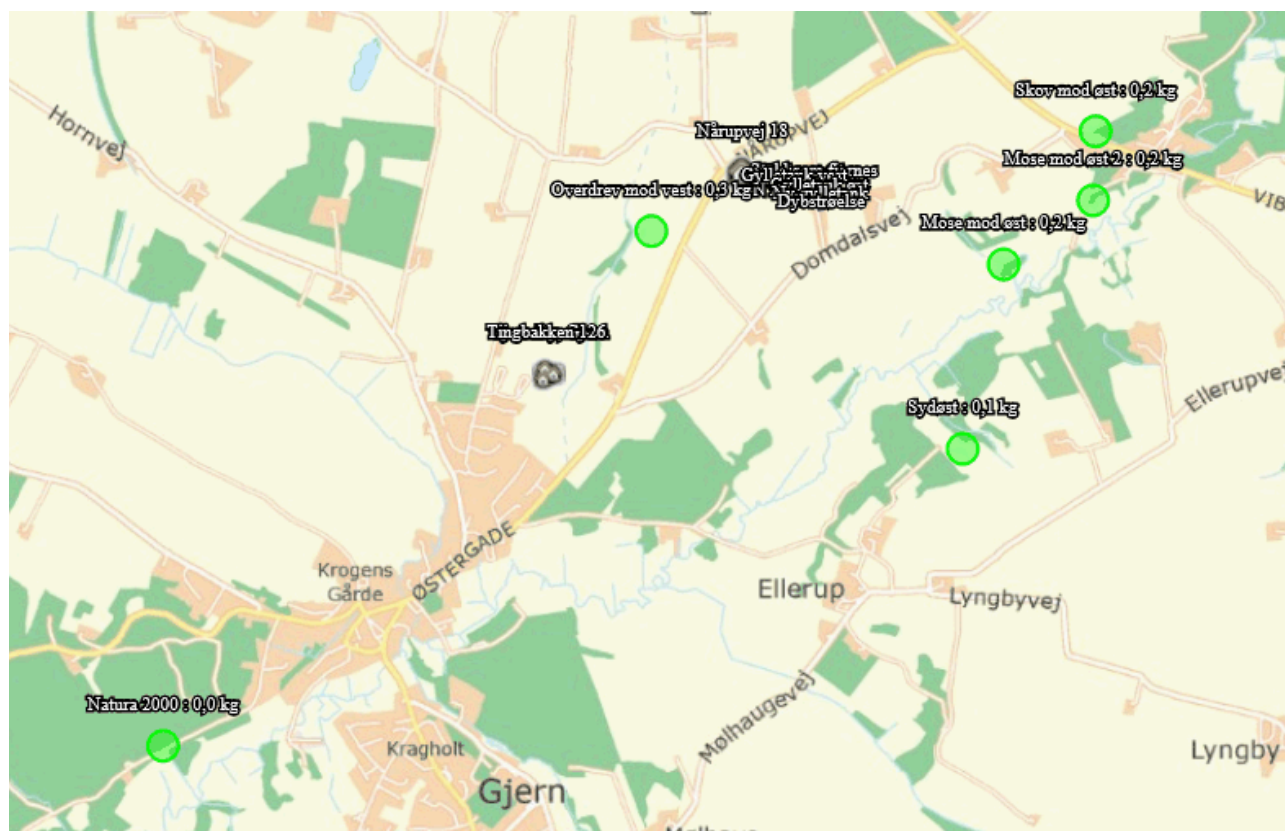 Hornvej
Skov mod øst : 0,2 kg
Nårupvej 18
NÅRUPVEJ
Mose mod øst 2 : 0,2 kg
Overdrev mod vest : 0,3 kg
Dybstrøelse
VIB
Mose mod øst : 0,2 kg
Domdalsvej
Tingbakken 126.
Ellerupvej
Sydøst : 0,1 kg
ØSTERGADE
Krogens
Gårde
Ellerup
Lyngbyvej
Natura 2000 : 0,0 kg
Mølhaugevej
Kragholt
Lyngby
Gjern